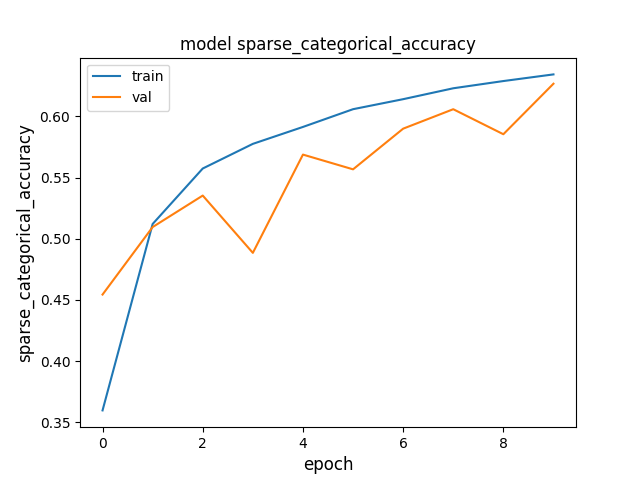 model sparse_categorical_accuracy
train
val
sparse_categorical_accuracy
0.60
0.55
0.50
0.45
0.40
0.35
0
2
4
6
8
epoch